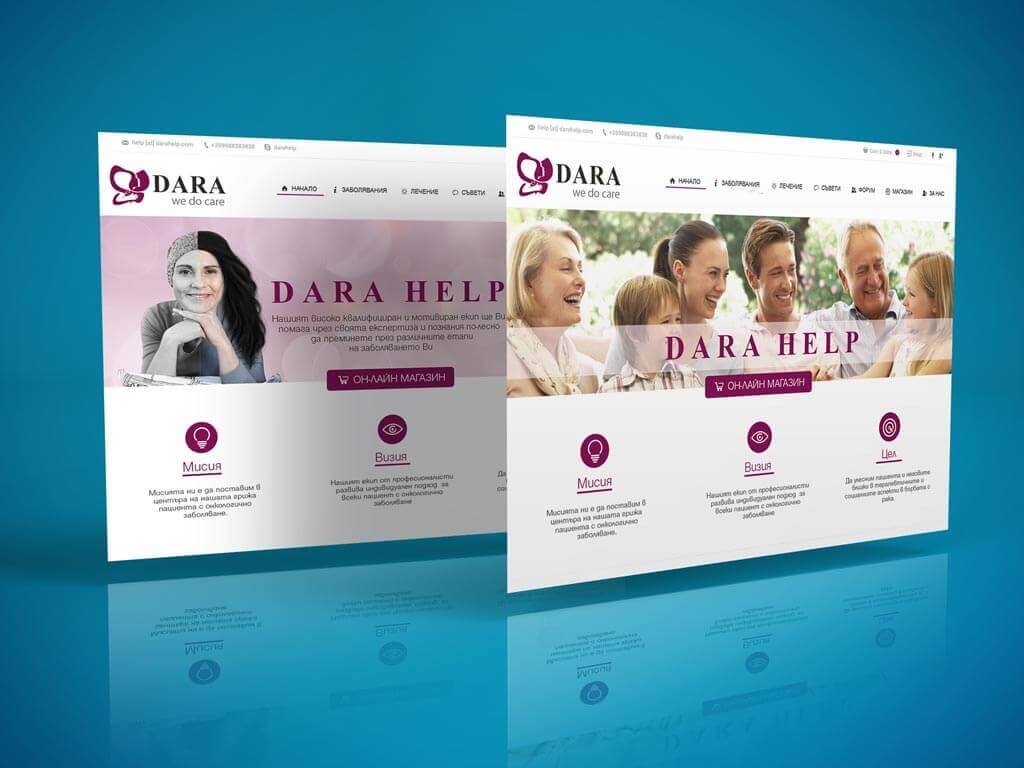 help [at] darahelp.com
darahelp
DARA
we do care
НАЧАЛО
ЗАБОЛЯВАНИЯ
ЛЕЧЕНИЕ
СЪВЕТИ
DARA HELP
Нашият високо квалифициран и мотивиран екип ще Ви
помага чрез своята експертиза и познания по-лесно
да преминете през различните етапи
на заболяването Ви
ОН-ЛАЙН МАГАЗИН
Мисия
Мисията ни е да поставим в
центъра на нашата грижа
пациента с онкологично
заболяване.
Визия
Нашият екип от професионалисти
развива индивидуален подход за
всеки пациент с онкологично
заболяване
help [at] darahelp.com
darahelp
Shop
DARA
we do care
НАЧАЛО
ЗАБОЛЯВАНИЯ
ЛЕЧЕНИЕ
СЪВЕТИ
ФОРУМ
МАГАЗИН
ЗА НАС
DARA HELP
ОН-ЛАЙН МАГАЗИН
Мисия
Мисията ни е да поставим в
центъра на нашата грижа
пациента с онкологично
заболяване.
Визия
Нашият екип от професионалисти
развива индивидуален подход за
всеки пациент с онкологично
заболяване
Цел
Да улесним пациента и неговите
близки в терапевтичните и
социалните аспекти в борбата с
рака.